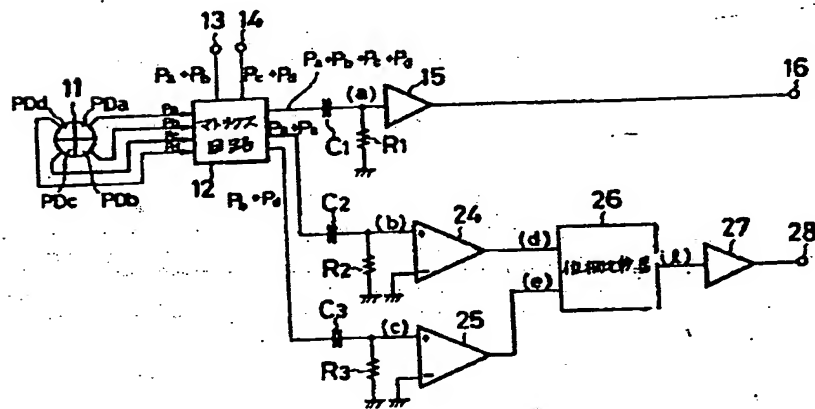 13 14
Pa+Pb Pc+Pd Pa+Pb+Pc+Pd
11 15 16
PDd PDa Pa (a)
Pb マトリクス Pa+Pc
Pc 回路 C1 R1
Pd
PDc PDb 12
Pb+Pd
C2 (b) 24 26
+ (d) 27 28
R2 - 位相比較器 (l)
(e)
C3 (c) 25
+
R3 -